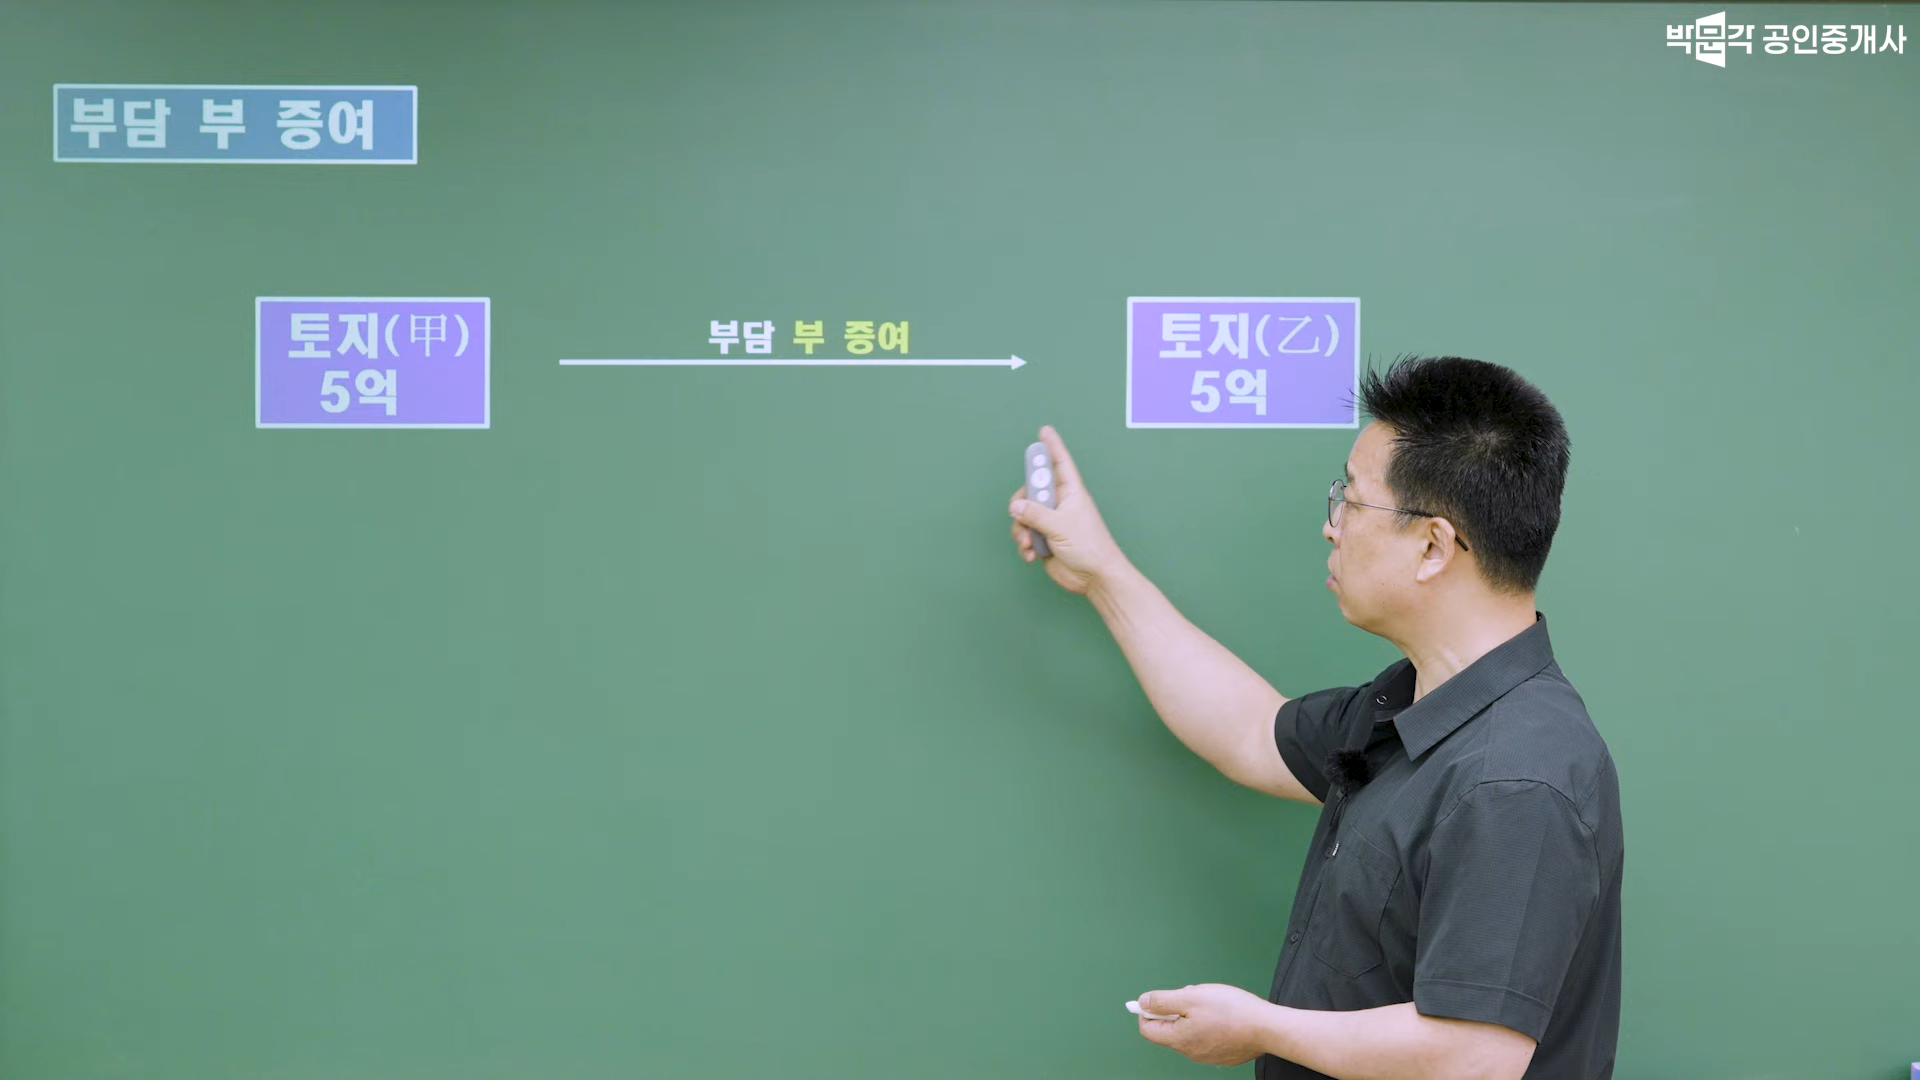 박문각 공인중개사
부담 부 증여
토지(甲)
5억
부담 부 증여
토지(乙)
5억